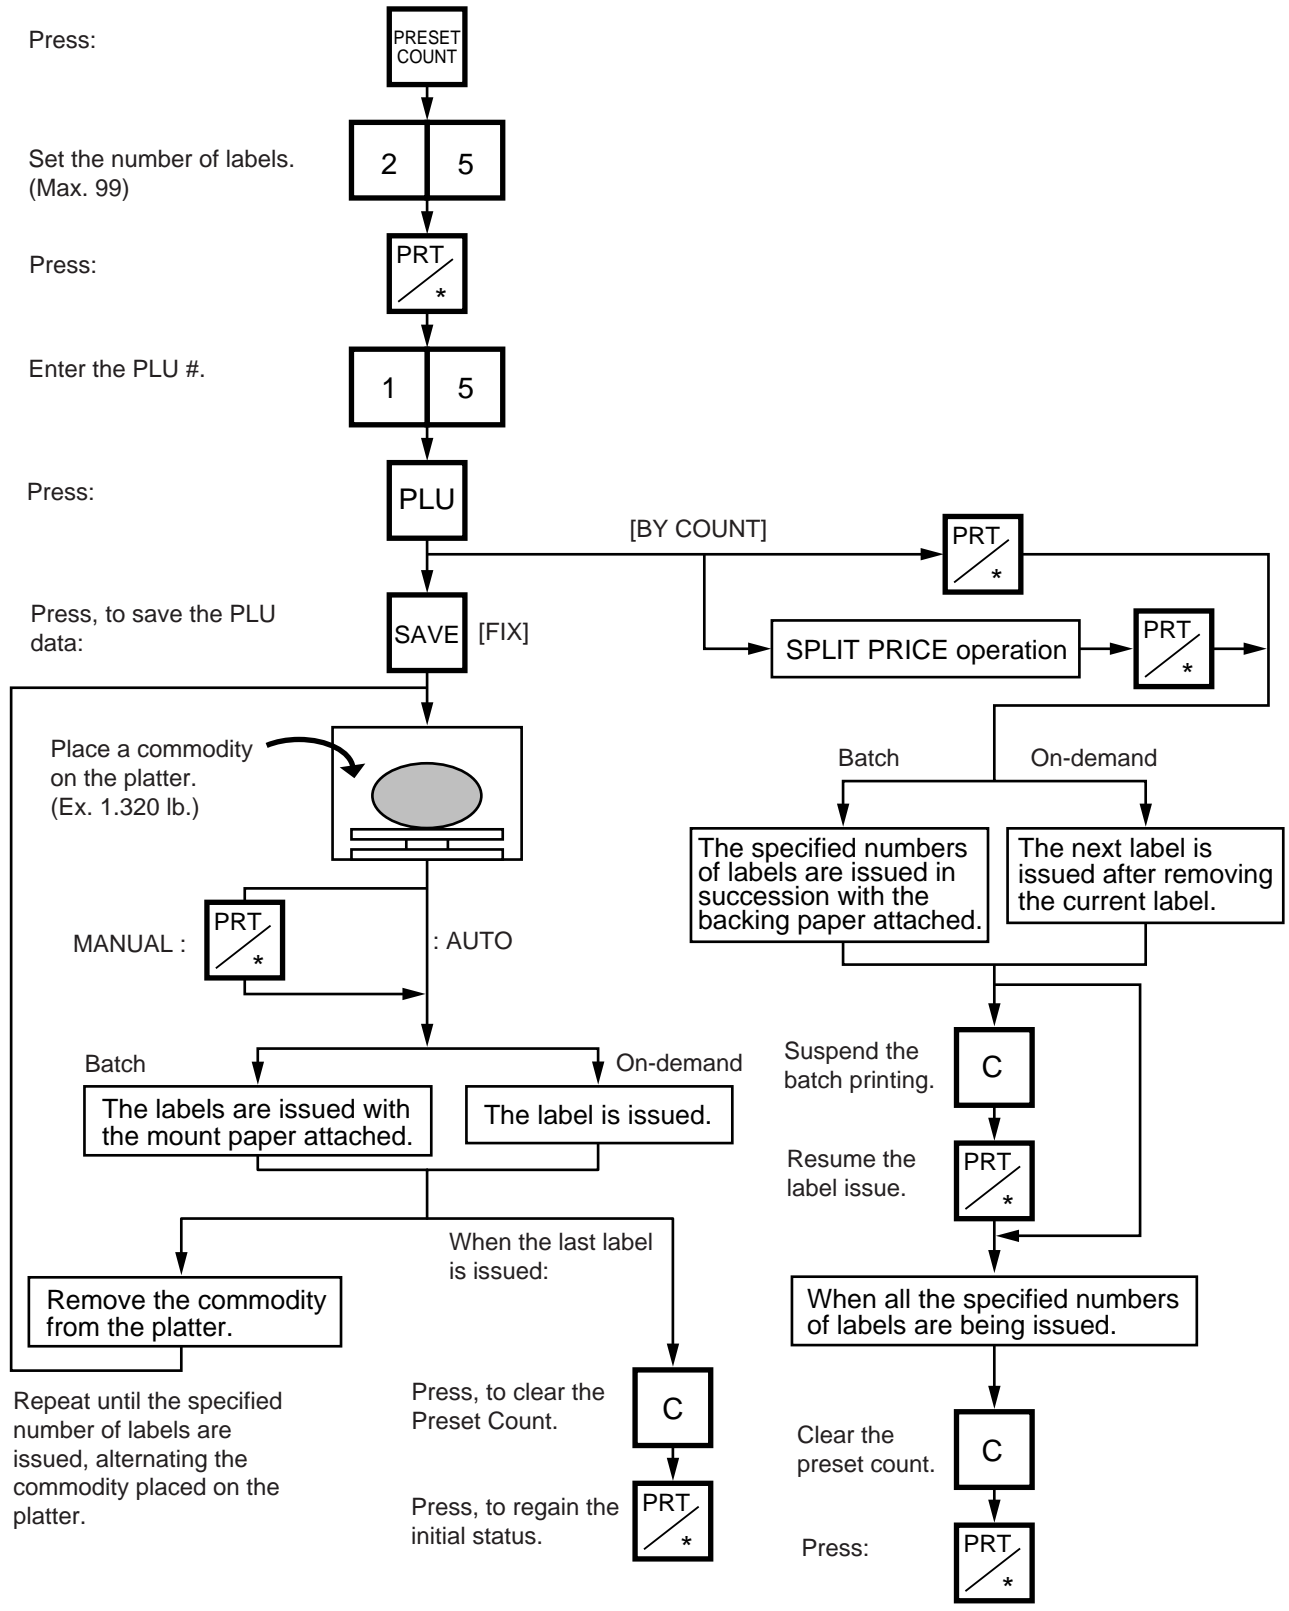 Press:
PRESET
COUNT
Set the number of labels.
(Max. 99)
2 5
Press:
PRT
*
Enter the PLU #.
1 5
Press:
PLU
[BY COUNT]
PRT
*
Press, to save the PLU
data:
SAVE
[FIX]
SPLIT PRICE operation
PRT
*
Place a commodity
on the platter.
(Ex. 1.320 lb.)
Batch
On-demand
The specified numbers
of labels are issued in
succession with the
backing paper attached.
The next label is
issued after removing
the current label.
MANUAL :
PRT
*
: AUTO
Batch
On-demand
The labels are issued with
the mount paper attached.
The label is issued.
Suspend the
batch printing.
C
Resume the
label issue.
PRT
*
When the last label
is issued:
Remove the commodity
from the platter.
When all the specified numbers
of labels are being issued.
Repeat until the specified
number of labels are
issued, alternating the
commodity placed on the
platter.
Press, to clear the
Preset Count.
C
Press, to regain the
initial status.
PRT
*
Clear the
preset count.
C
Press:
PRT
*